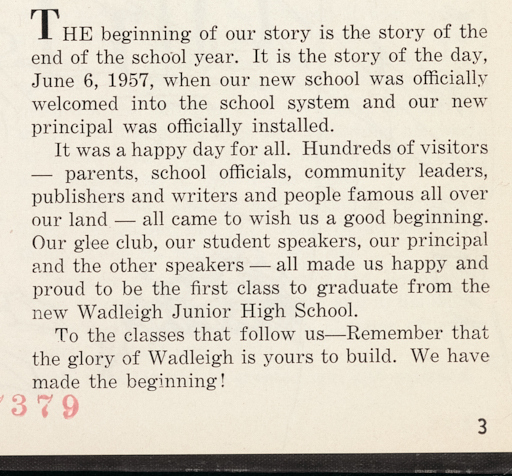 THE beginning of our story is the story of the
end of the school year. It is the story of the day,
June 6, 1957, when our new school was officially
welcomed into the school system and our new
principal was officially installed.
It was a happy day for all. Hundreds of visitors
— parents, school officials, community leaders,
publishers and writers and people famous all over
our land — all came to wish us a good beginning.
Our glee club, our student speakers, our principal
and the other speakers — all made us happy and
proud to be the first class to graduate from the
new Wadleigh Junior High School.
To the classes that follow us—Remember that
the glory of Wadleigh is yours to build. We have
made the beginning!
379
3